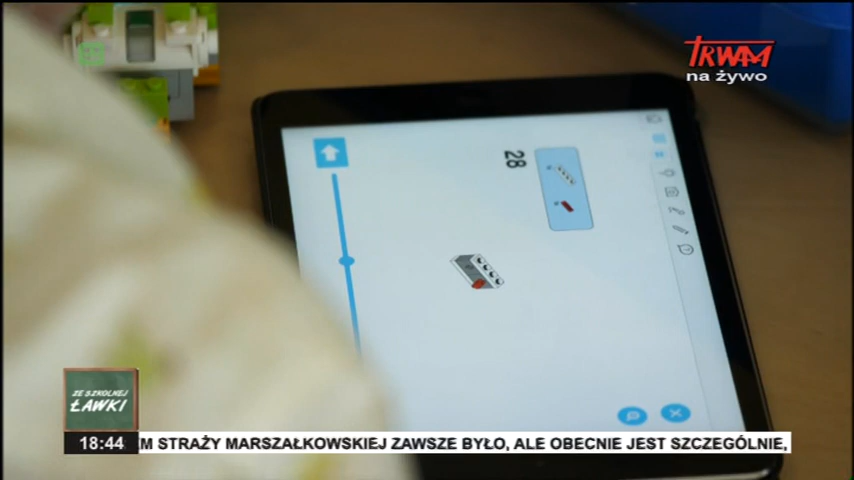 TRWAM
na żywo
28
ZE SZKOLNEJ
ŁAWKI
18:44
M STRAŻY MARSZAŁKOWSKIEJ ZAWSZE BYŁO, ALE OBECNIE JEST SZCZEGÓLNIE,